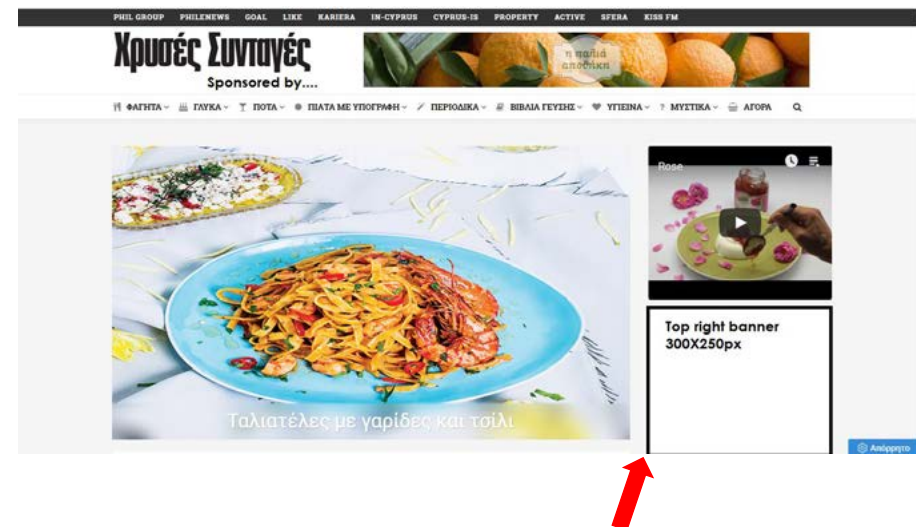 PHIL GROUP PHILENEWS GOAL LIKE KARIERA IN-CYPRUS CYPRUS-IS PROPERTY ACTIVE SFERA KISS FM
Χρυσές Συνταγές
Sponsored by....
η παλιά
αποθήκη
ΦΑΓΗΤΑ ΓΛΥΚΑ ΠΟΤΑ ΠΙΑΤΑ ΜΕ ΥΠΟΓΡΑΦΗ ΠΕΡΙΟΔΙΚΑ ΒΙΒΛΙΑ ΓΕΥΣΗΣ ΥΓΙΕΙΝΑ ? ΜΥΣΤΙΚΑ ΑΓΟΡΑ
Rose
Top right banner
300X250px
Ταλιατέλες με γαρίδες και τσίλι
Απόρρητο